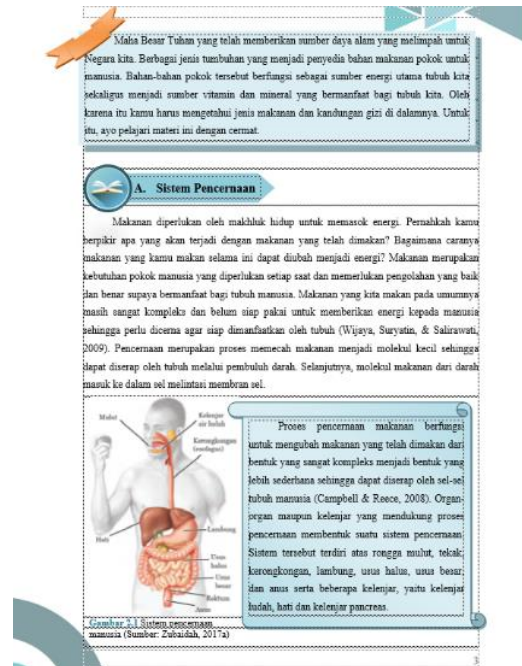 Maha Besar Tuhan yang telah memberikan sumber daya alam yang melimpah untuk
Negara kita. Berbagai jenis tumbuhan yang menjadi penyedia bahan makanan pokok untuk
manusia. Bahan-bahan pokok tersebut berfungsi sebagai sumber energi utama tubuh kita
sekaligus menjadi sumber vitamin dan mineral yang bermanfaat bagi tubuh kita. Oleh
karena itu kamu harus mengetahui jenis makanan dan kandungan gizi di dalamnya. Untuk
itu, ayo pelajari materi ini dengan cermat.
A. Sistem Pencernaan
Makanan diperlukan oleh makhluk hidup untuk memasok energi. Pernahkah kamu
berpikir apa yang akan terjadi dengan makanan yang telah dimakan? Bagaimana caranya
makanan yang kamu makan selama ini dapat diubah menjadi energi? Makanan merupakan
kebutuhan pokok manusia yang diperlukan setiap saat dan memerlukan pengolahan yang baik
dan benar supaya bermanfaat bagi tubuh manusia. Makanan yang kita makan pada umumnya
masih sangat kompleks dan belum siap pakai untuk memberikan energi kepada manusia
sehingga perlu dicerna agar siap dimanfaatkan oleh tubuh (Wijaya, Suryatin, & Salirawati,
2009). Pencernaan merupakan proses memecah makanan menjadi molekul kecil sehingga
dapat diserap oleh tubuh melalui pembuluh darah. Selanjutnya, molekul makanan dari darah
masuk ke dalam sel melintasi membran sel.
Mulut
Kelenjar
air ludah
Kerongkongan
(esofagus)
Hati
Lambung
Usus
halus
Usus
besar
Rektum
Anus
Gambar 2.1 Sistem pencernaan
manusia (Sumber: Zubaidah, 2017a)
Proses pencernaan makanan berfungsi
untuk mengubah makanan yang telah dimakan dari
bentuk yang sangat kompleks menjadi bentuk yang
lebih sederhana sehingga dapat diserap oleh sel-sel
tubuh manusia (Campbell & Reece, 2008). Organ-
organ maupun kelenjar yang mendukung proses
pencernaan membentuk suatu sistem pencernaan.
Sistem tersebut terdiri atas rongga mulut, tekak,
kerongkongan, lambung, usus halus, usus besar,
dan anus serta beberapa kelenjar, yaitu kelenjar
ludah, hati dan kelenjar pancreas.
3